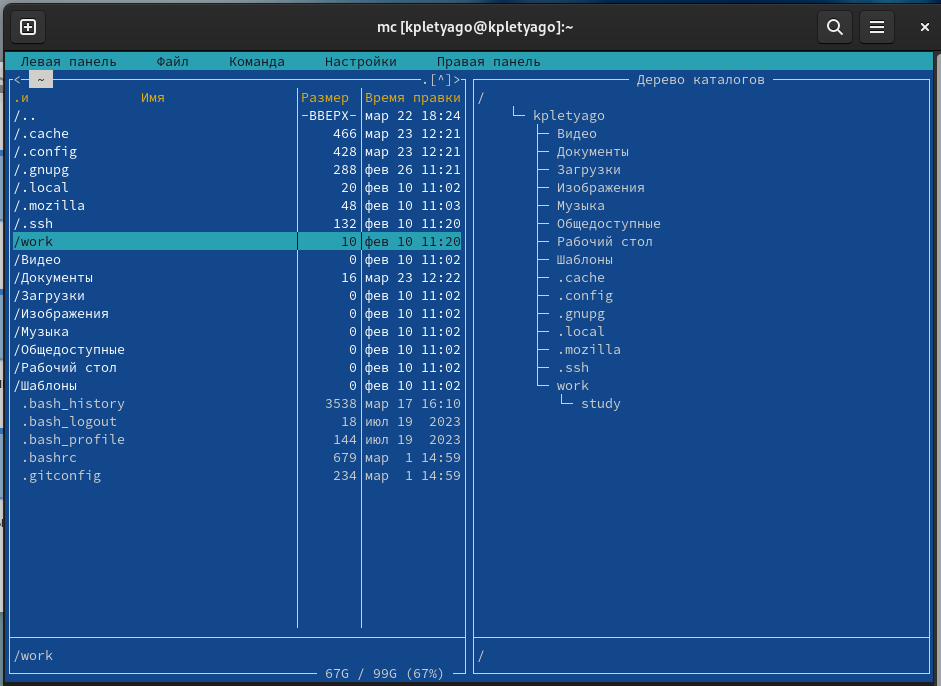 mc [kpletyago@kpletyago]:~
Левая панель Файл Команда Настройки Правая панель
<- ~ .[^]>
.и Имя Размер Время правки
/.. -ВВЕРХ- мар 22 18:24
/.cache 466 мар 23 12:21
/.config 428 мар 23 12:21
/.gnupg 288 фев 26 11:21
/.local 20 фев 10 11:02
/.mozilla 48 фев 10 11:03
/.ssh 132 фев 10 11:20
/work 10 фев 10 11:20
/Видео 0 фев 10 11:02
/Документы 16 мар 23 12:22
/Загрузки 0 фев 10 11:02
/Изображения 0 фев 10 11:02
/Музыка 0 фев 10 11:02
/Общедоступные 0 фев 10 11:02
/Рабочий стол 0 фев 10 11:02
/Шаблоны 0 фев 10 11:02
.bash_history 3538 мар 17 16:10
.bash_logout 18 июл 19 2023
.bash_profile 144 июл 19 2023
.bashrc 679 мар 1 14:59
.gitconfig 234 мар 1 14:59
/work
67G / 99G (67%)
Дерево каталогов
/
kpletyago
Видео
Документы
Загрузки
Изображения
Музыка
Общедоступные
Рабочий стол
Шаблоны
.cache
.config
.gnupg
.local
.mozilla
.ssh
work
study
/